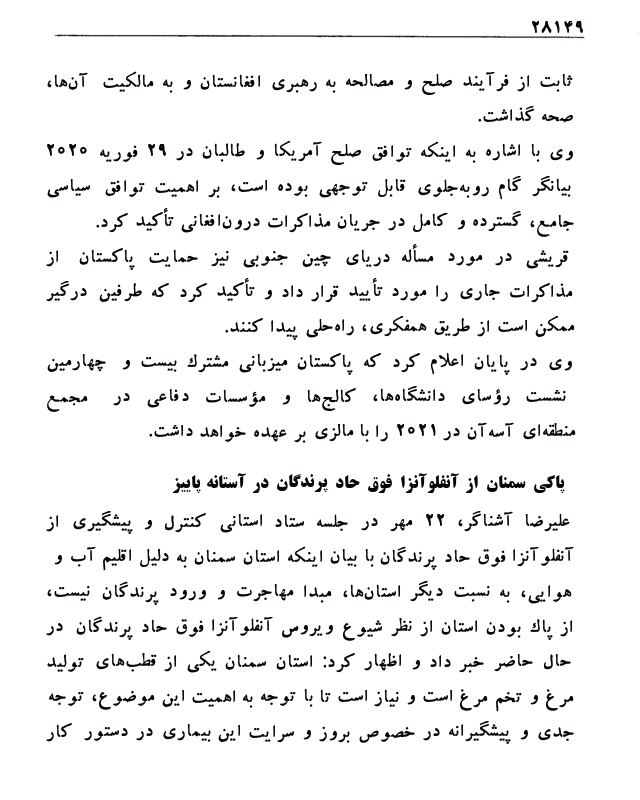 ۲۸۱۴۹
ثابت از فرآیند صلح و مصالحه به رهبری افغانستان و به مالکیت آن‌ها،
صحه گذاشت.
وی با اشاره به اینکه توافق صلح آمریکا و طالبان در ۲۹ فوریه ۲۰۲۰
بیانگر گام روبه‌جلوی قابل توجهی بوده است، بر اهمیت توافق سیاسی
جامع، گسترده و کامل در جریان مذاکرات درون‌افغانی تأکید کرد.
قریشی در مورد مسأله دریای چین جنوبی نیز حمایت پاکستان از
مذاکرات جاری را مورد تأیید قرار داد و تأکید کرد که طرفین درگیر
ممکن است از طریق همفکری، راه‌حلی پیدا کنند.
وی در پایان اعلام کرد که پاکستان میزبانی مشترك بیست و چهارمین
نشست رؤسای دانشگاه‌ها، کالج‌ها و مؤسسات دفاعی در مجمع
منطقه‌ای آسه‌آن در ۲۰۲۱ را با مالزی بر عهده خواهد داشت.
پاکی سمنان از آنفلوآنزا فوق حاد پرندگان در آستانه پاییز
علیرضا آشناگر، ۲۲ مهر در جلسه ستاد استانی کنترل و پیشگیری از
آنفلوآنزا فوق حاد پرندگان با بیان اینکه استان سمنان به دلیل اقلیم آب و
هوایی، به نسبت دیگر استان‌ها، مبدا مهاجرت و ورود پرندگان نیست،
از پاك بودن استان از نظر شیوع ویروس آنفلوآنزا فوق حاد پرندگان در
حال حاضر خبر داد و اظهار کرد: استان سمنان یکی از قطب‌های تولید
مرغ و تخم مرغ است و نیاز است تا با توجه به اهمیت این موضوع، توجه
جدی و پیشگیرانه در خصوص بروز و سرایت این بیماری در دستور کار